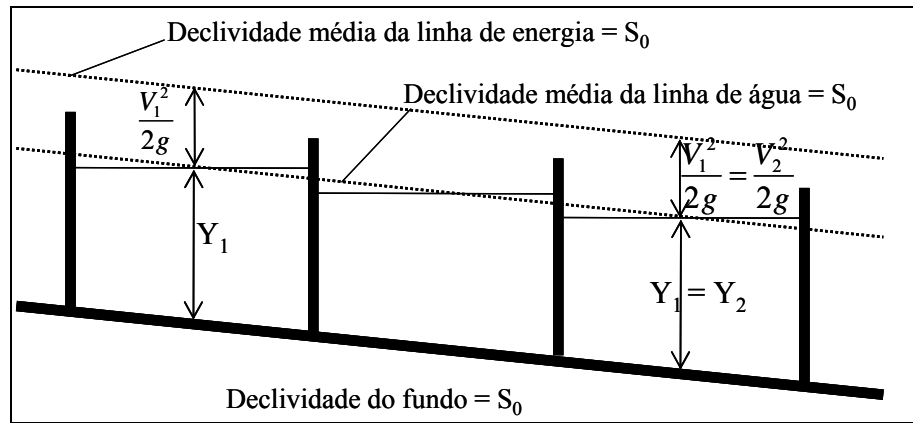 Declividade média da linha de energia = S₀
V₁²/2g
Declividade média da linha de água = S₀
V₁²/2g = V₂²/2g
Y₁
Y₁ = Y₂
Declividade do fundo = S₀